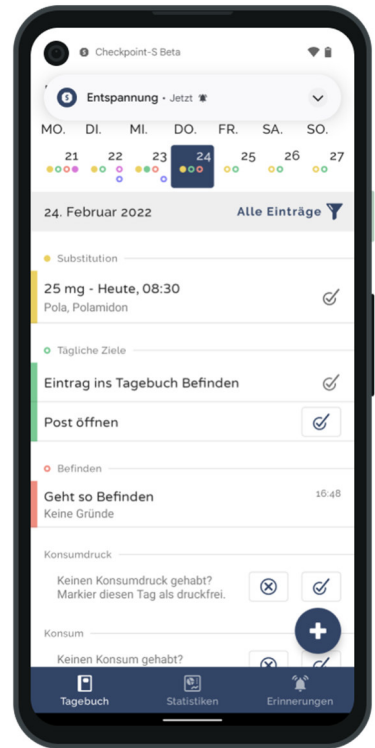 Checkpoint-S Beta
Entspannung • Jetzt
MO. DI. MI. DO. FR. SA. SO.
21 22 23 24 25 26 27
24. Februar 2022 Alle Einträge
Substitution
25 mg - Heute, 08:30
Pola, Polamidon
Tägliche Ziele
Eintrag ins Tagebuch Befinden
Post öffnen
Befinden
Geht so Befinden 16:48
Keine Gründe
Konsumdruck
Keinen Konsumdruck gehabt?
Markier diesen Tag als druckfrei.
Konsum
Keinen Konsum gehabt?
Tagebuch Statistiken Erinnerungen